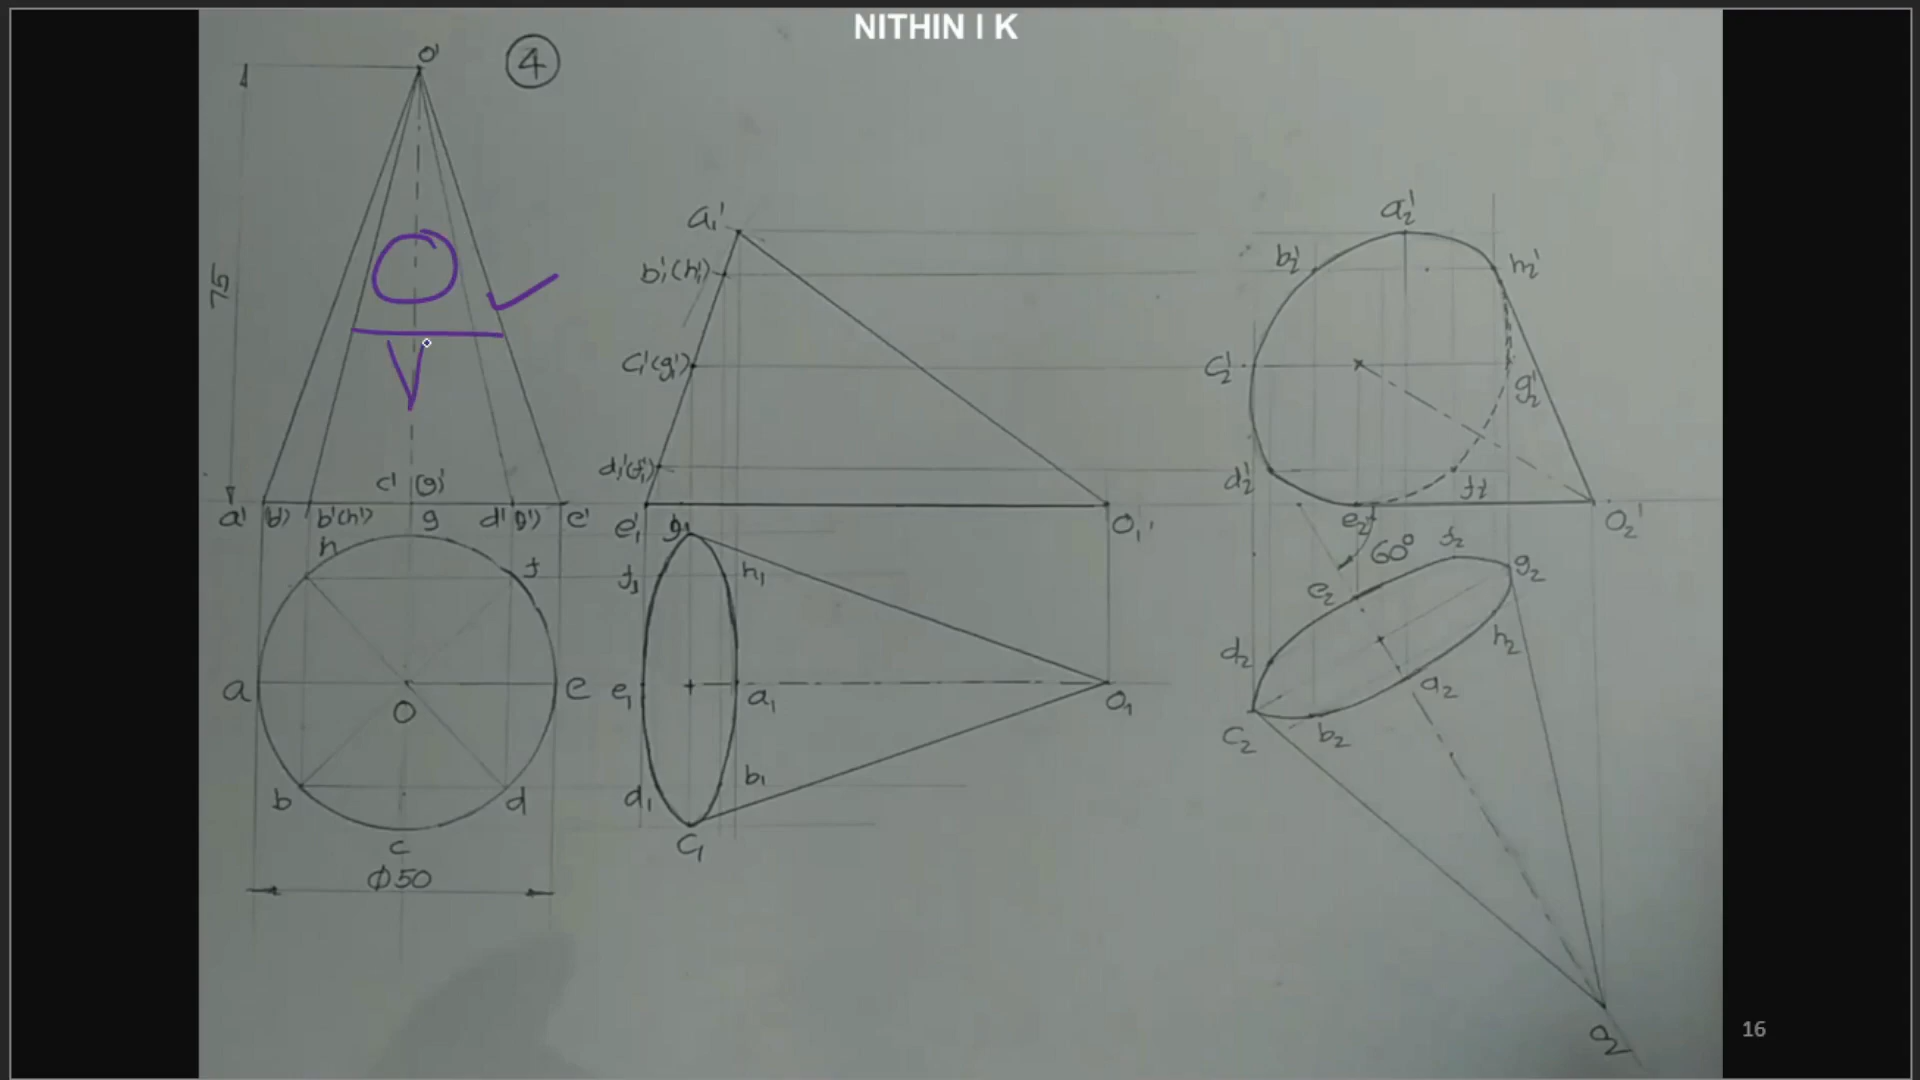 NITHIN I K
O'
4
75
a'
(b')
b'(h')
c'
(g')
g
d'
e'
h
f
a
O
e
b
d
c
Φ50
a₁'
b₁'(h₁')
c₁'(g₁')
d₁'(f₁')
e₁'
O₁'
g₁
f₁
h₁
e₁
a₁
O₁
d₁
b₁
C₁
a₂'
b₂'
h₂'
C₂'
g₂'
d₂'
f₂'
e₂'
O₂'
60°
f₂
g₂
e₂
h₂
d₂
a₂
C₂
b₂
16